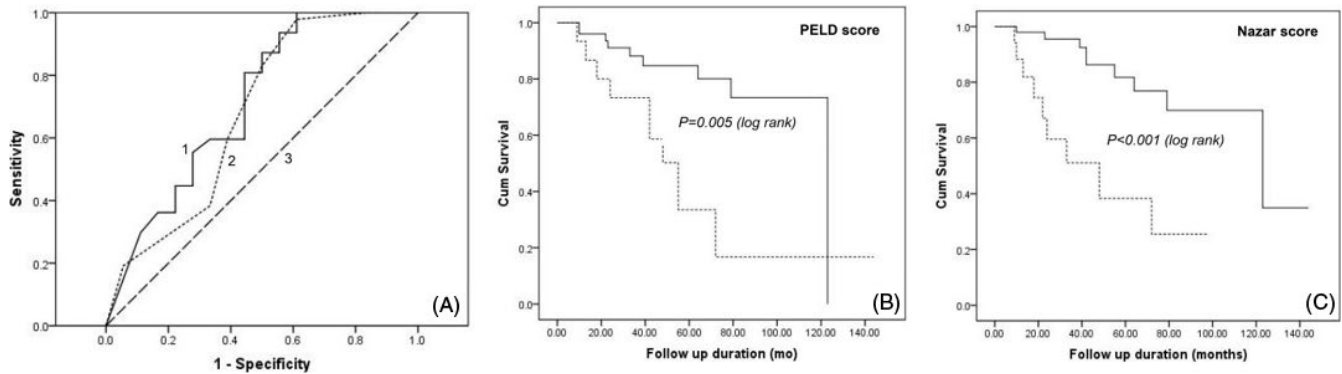 1.0
0.8
0.6
0.4
0.2
0.0
Sensitivity
1
2
3
(A)
0.0 0.2 0.4 0.6 0.8 1.0
1 - Specificity
1.0
0.8
0.6
0.4
0.2
0.0
Cum Survival
PELD score
P=0.005 (log rank)
(B)
0.00 20.00 40.00 60.00 80.00 100.00 120.00 140.00
Follow up duration (mo)
1.0
0.8
0.6
0.4
0.2
0.0
Cum Survival
Nazar score
P<0.001 (log rank)
(C)
0.00 20.00 40.00 60.00 80.00 100.00 120.00 140.00
Follow up duration (months)